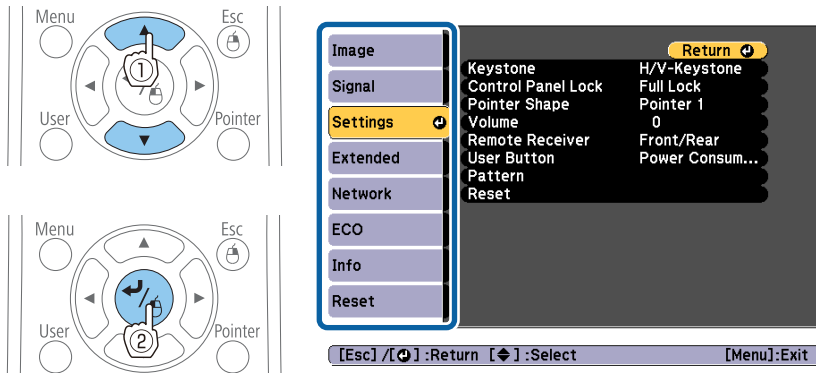 Menu
Esc
①
User
Pointer
Menu
Esc
②
User
Pointer
Image
Signal
Settings
Extended
Network
ECO
Info
Reset
Return
Keystone H/V-Keystone
Control Panel Lock Full Lock
Pointer Shape Pointer 1
Volume 0
Remote Receiver Front/Rear
User Button Power Consum...
Pattern
Reset
[Esc] /[⏎] :Return [◆] :Select [Menu]:Exit